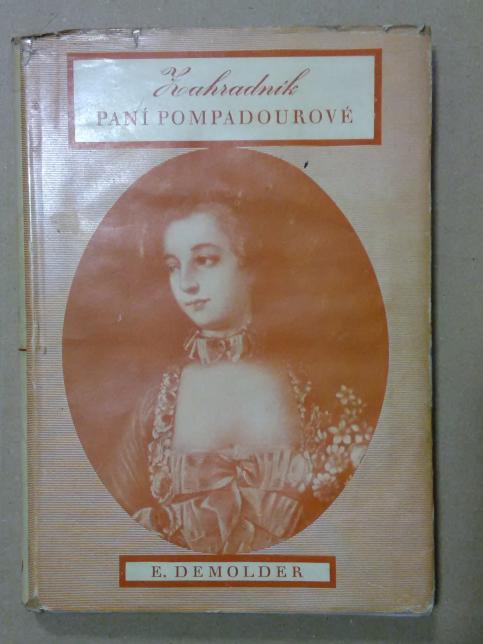 Zahradník
PANÍ POMPADOUROVÉ
E. DEMOLDER